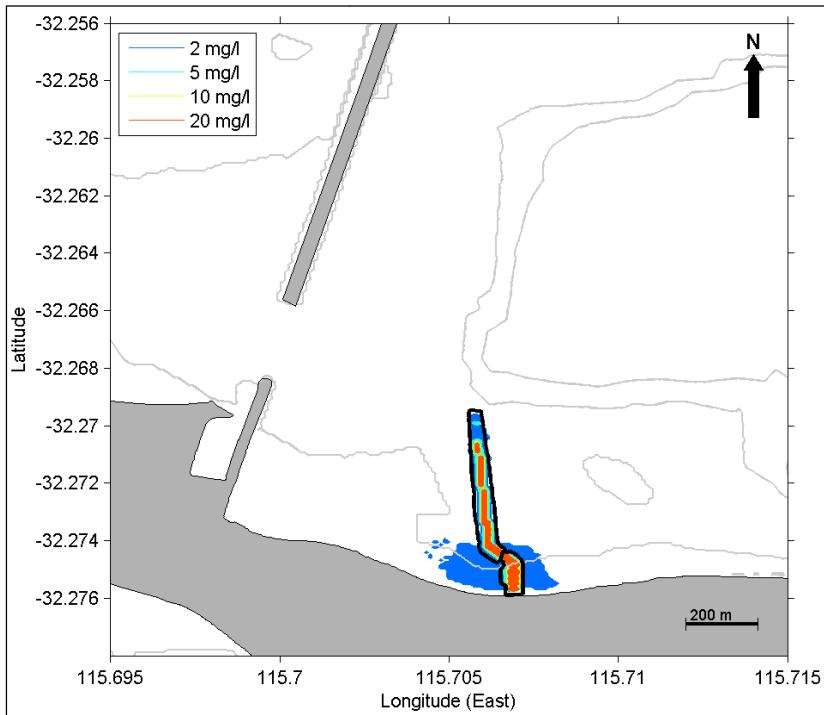 2 mg/l
5 mg/l
10 mg/l
20 mg/l
N
-32.256
-32.258
-32.26
-32.262
-32.264
-32.266
-32.268
-32.27
-32.272
-32.274
-32.276
Latitude
200 m
115.695 115.7 115.705 115.71 115.715
Longitude (East)